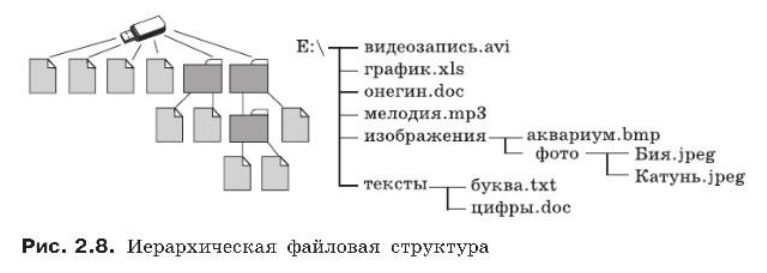 E:\ видеозапись.avi
график.xls
онегин.doc
мелодия.mp3
изображения аквариум.bmp
фото Бия.jpeg
Катунь.jpeg
тексты буква.txt
цифры.doc
Рис. 2.8. Иерархическая файловая структура